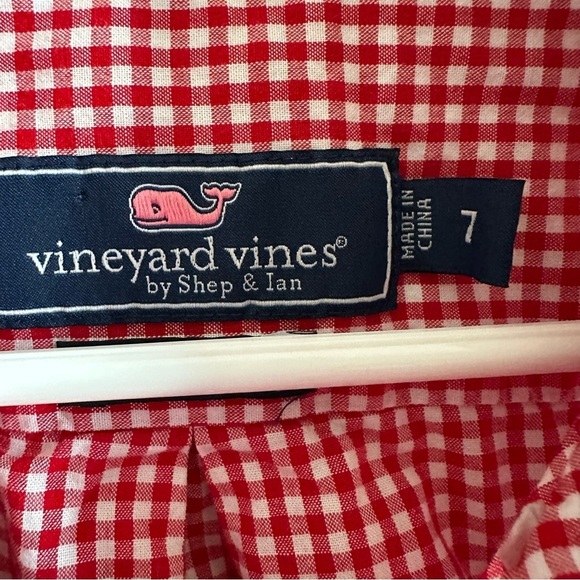 vineyard vines®
by Shep & Ian
MADE IN
CHINA
7